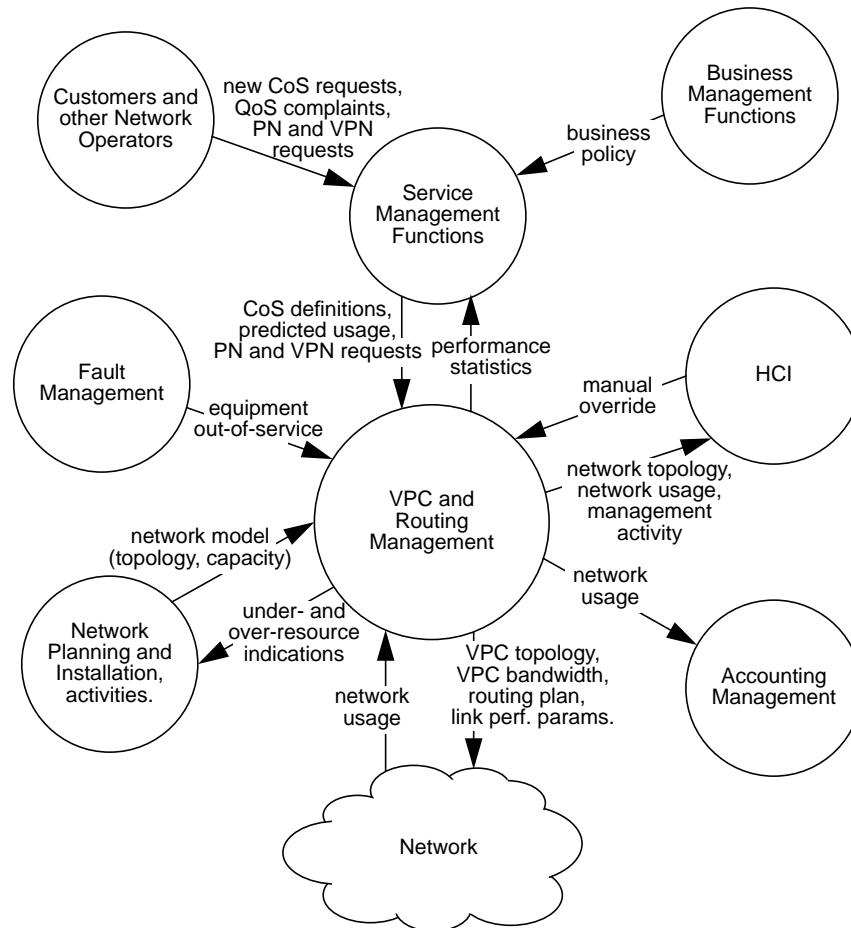 Customers and
other Network
Operators
new CoS requests,
QoS complaints,
PN and VPN
requests
Business
Management
Functions
business
policy
Service
Management
Functions
CoS definitions,
predicted usage,
PN and VPN requests
performance
statistics
Fault
Management
HCI
manual
override
equipment
out-of-service
VPC and
Routing
Management
network topology,
network usage,
management
activity
network model
(topology, capacity)
network
usage
under- and
over-resource
indications
Network
Planning and
Installation,
activities.
VPC topology,
VPC bandwidth,
routing plan,
link perf. params.
network
usage
Accounting
Management
Network